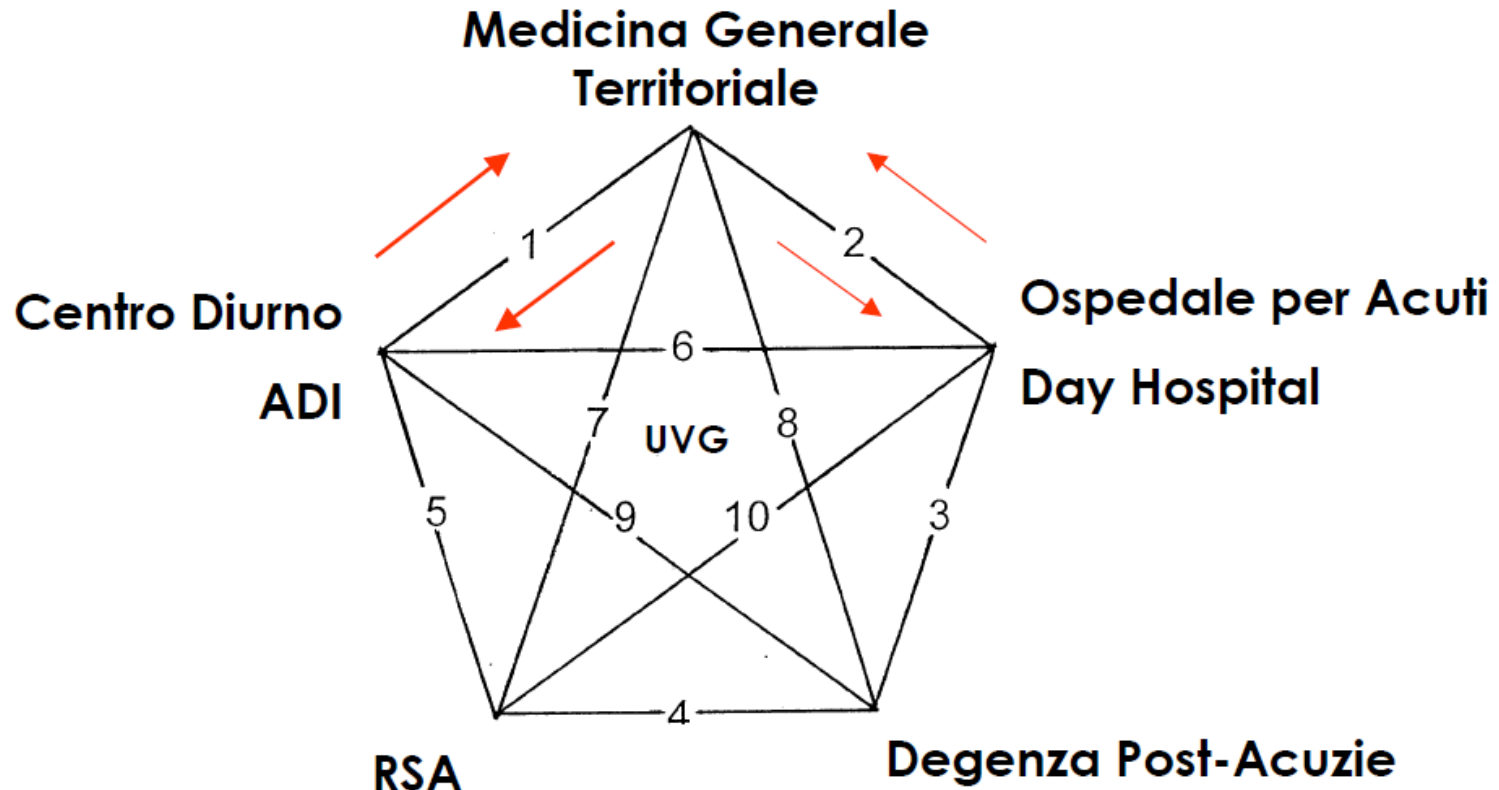 Medicina Generale
Territoriale
1
2
Centro Diurno
ADI
Ospedale per Acuti
Day Hospital
6
7
UVG
8
5
9
10
3
4
RSA
Degenza Post-Acuzie